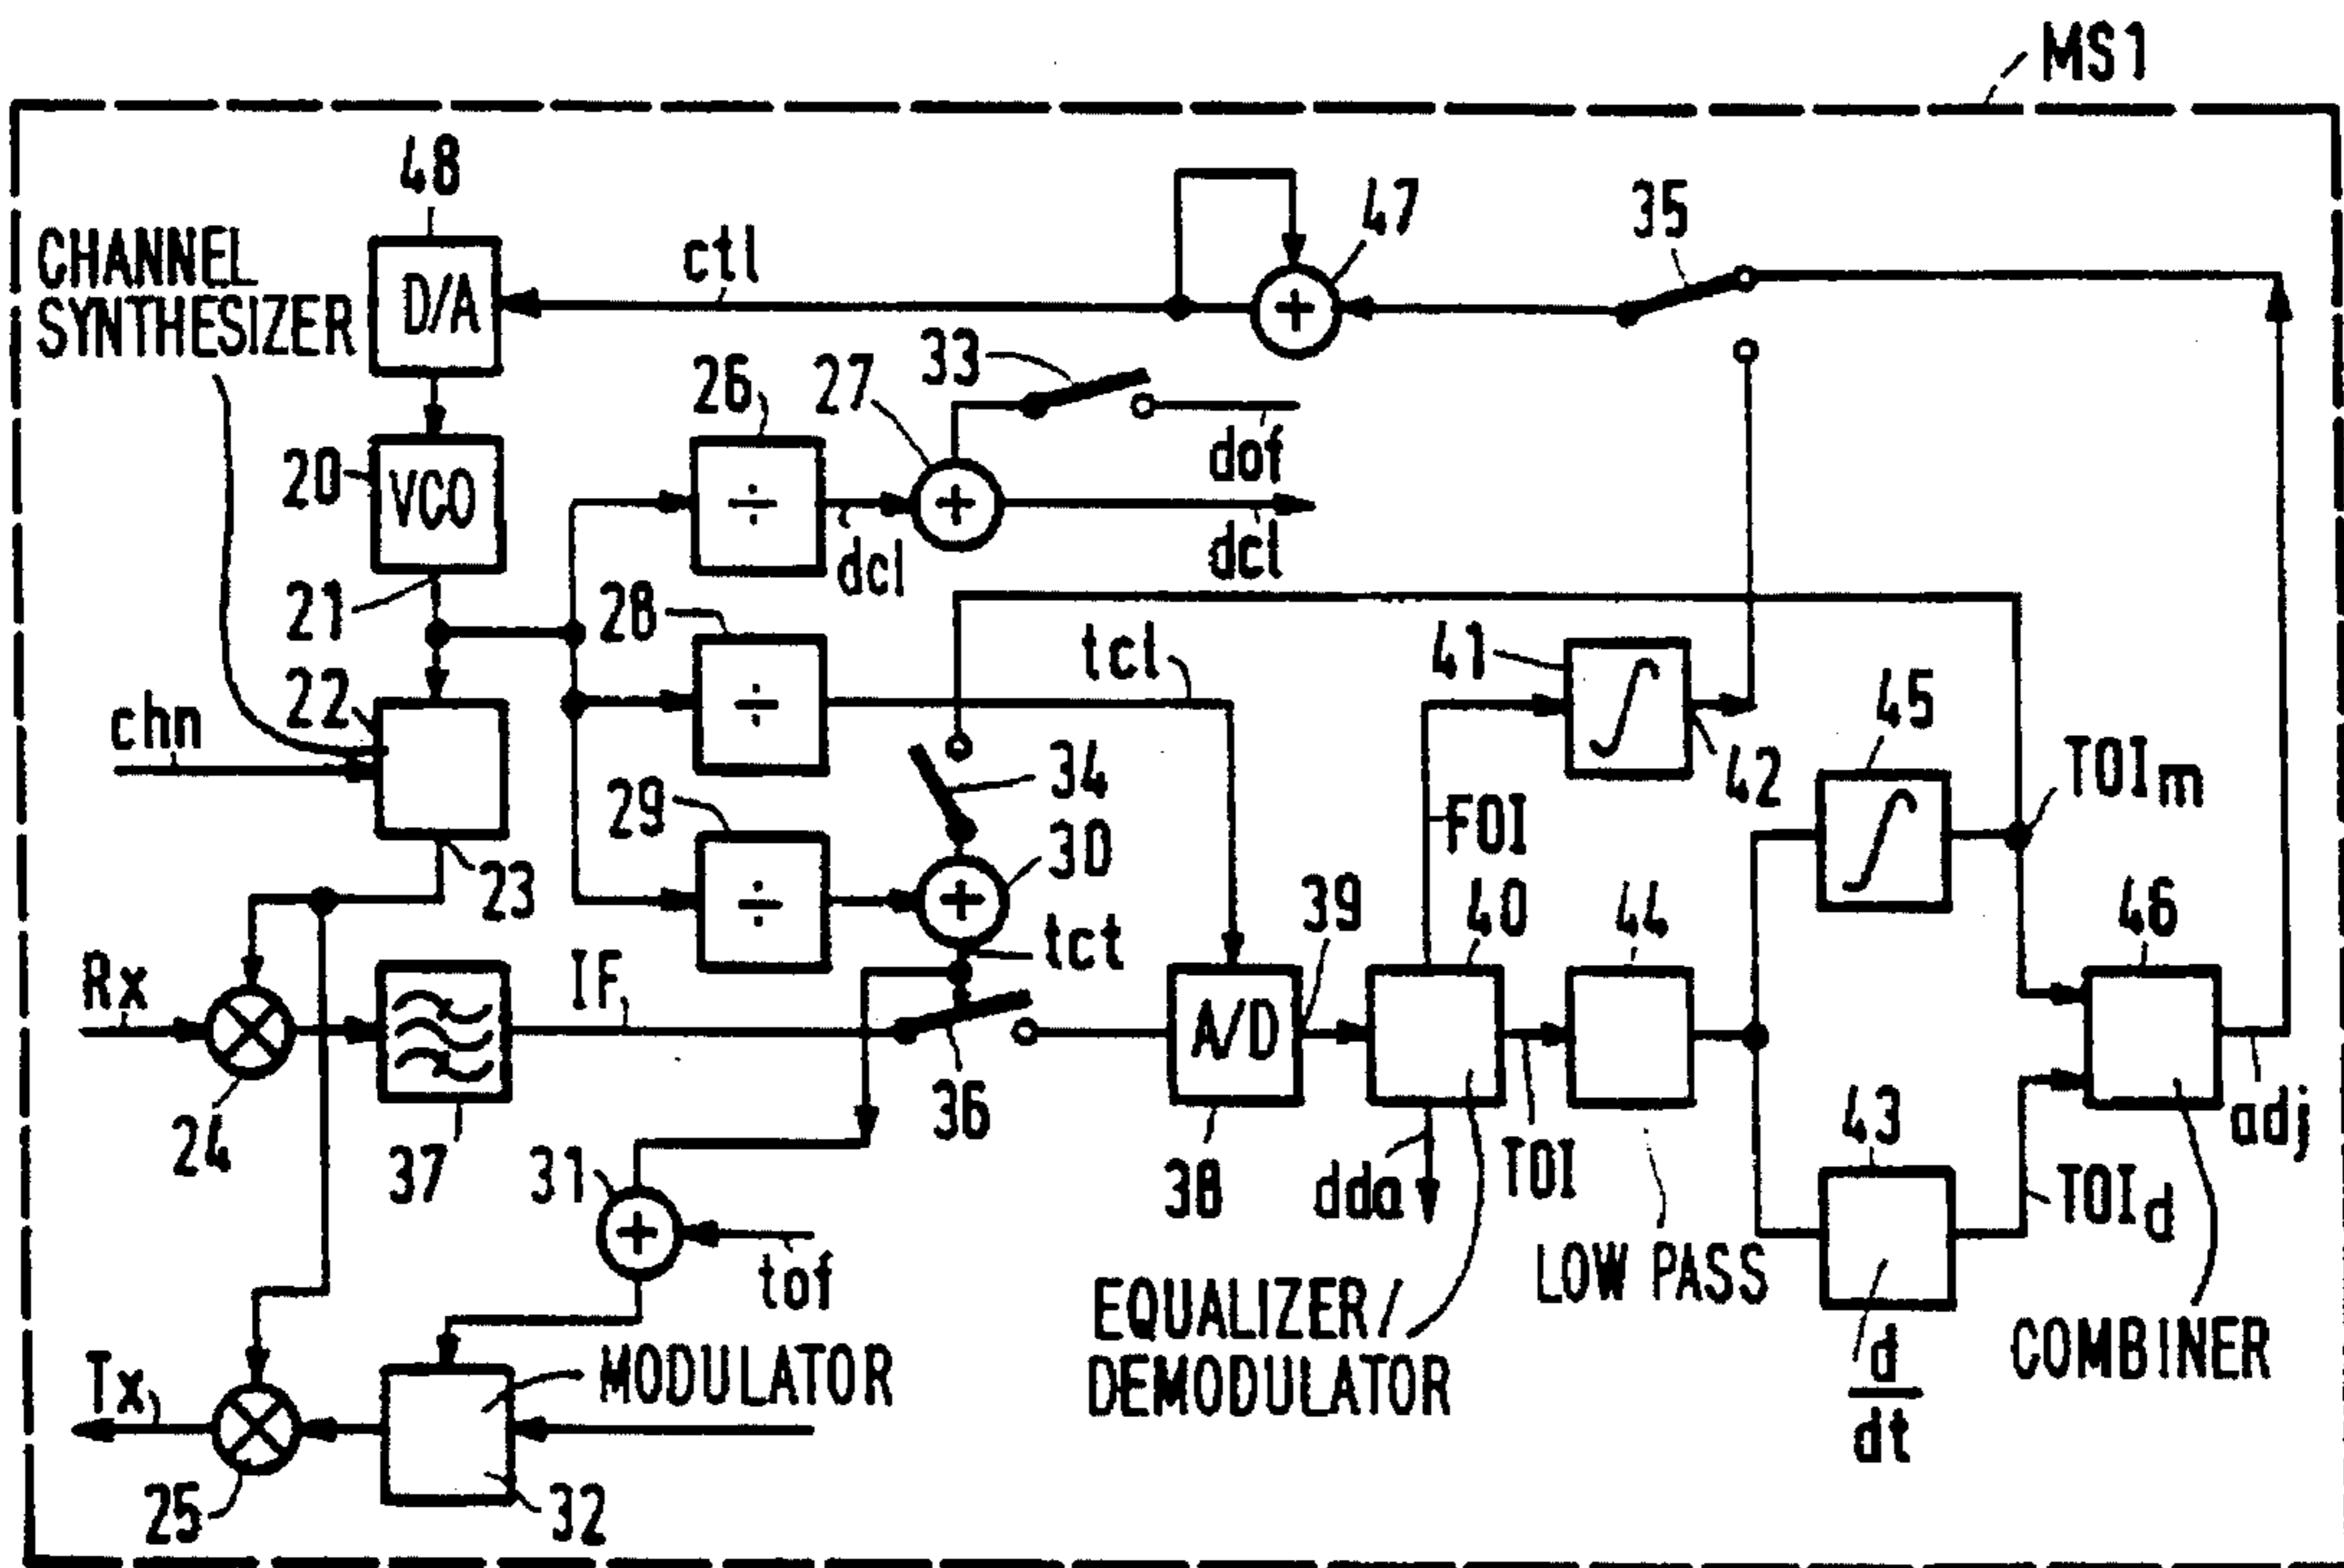 MS1
48
CHANNEL
SYNTHESIZER
D/A
ctl
47
35
33
26
27
dof
20
VCO
÷
+
dcl
dcl
21
28
tcl
41
∫
42
45
∫
TOIm
22
chn
÷
34
29
30
FOI
÷
+
tct
39
40
44
46
23
Rx
IF
A/D
24
37
36
38
dda
TOI
43
TOId
adj
31
+
tof
LOW PASS
EQUALIZER/
DEMODULATOR
COMBINER
d
dt
MODULATOR
Tx
25
32